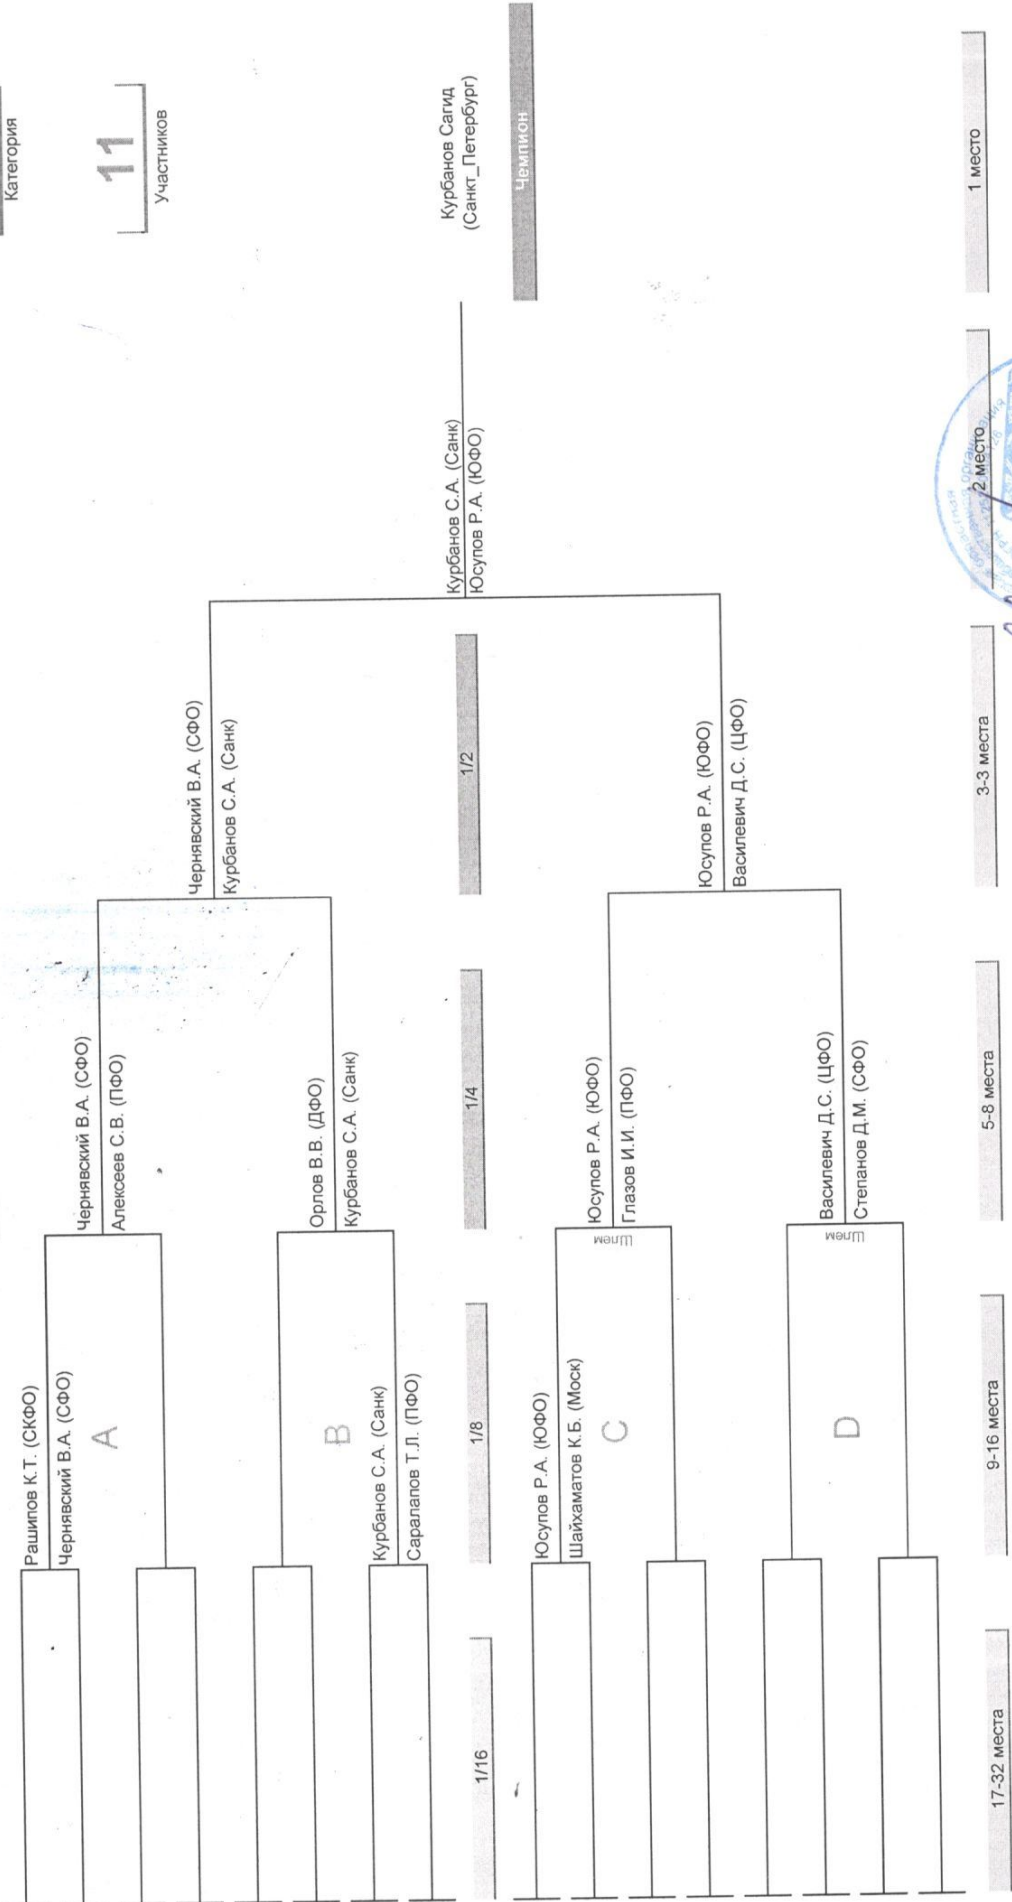 Категория
11
Участников
Рашипов К.Т. (СКФО)
Чернявский В.А. (СФО)
A
B
Курбанов С.А. (Санк)
Саралапов Т.Л. (ПФО)
Юсупов Р.А. (ЮФО)
Шайхаматов К.Б. (Моск)
C
D
Чернявский В.А. (СФО)
Алексеев С.В. (ПФО)
Орлов В.В. (ДФО)
Курбанов С.А. (Санк)
Юсупов Р.А. (ЮФО)
Глазов И.И. (ПФО)
Шлем
Василевич Д.С. (ЦФО)
Степанов Д.М. (СФО)
Шлем
Чернявский В.А. (СФО)
Курбанов С.А. (Санк)
Юсупов Р.А. (ЮФО)
Василевич Д.С. (ЦФО)
Курбанов С.А. (Санк)
Юсупов Р.А. (ЮФО)
Курбанов Сагид
(Санкт_Петербург)
Чемпион
1/16
1/8
1/4
1/2
17-32 места
9-16 места
5-8 места
3-3 места
2 место
1 место